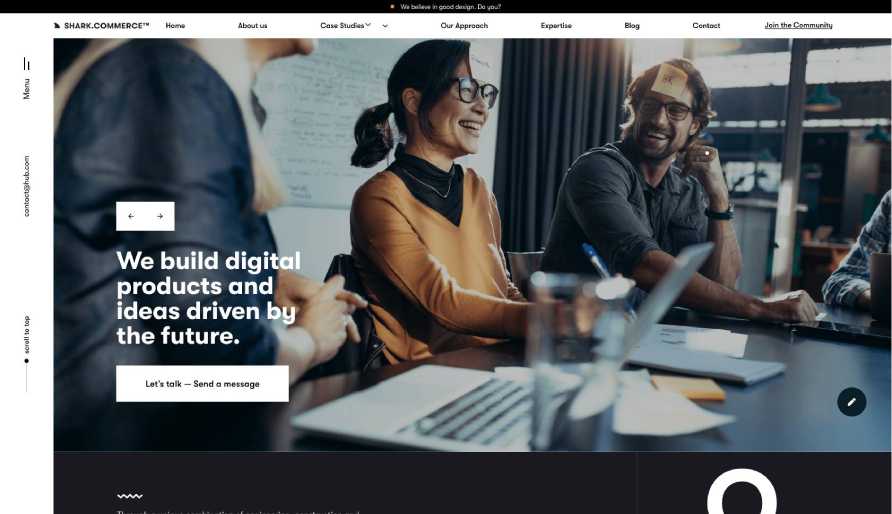 We believe in good design. Do you?
SHARK.COMMERCE™
Home
About us
Case Studies
Our Approach
Expertise
Blog
Contact
Join the Community
Menu
contact@hub.com
scroll to top
We build digital
products and
ideas driven by
the future.
Let's talk — Send a message